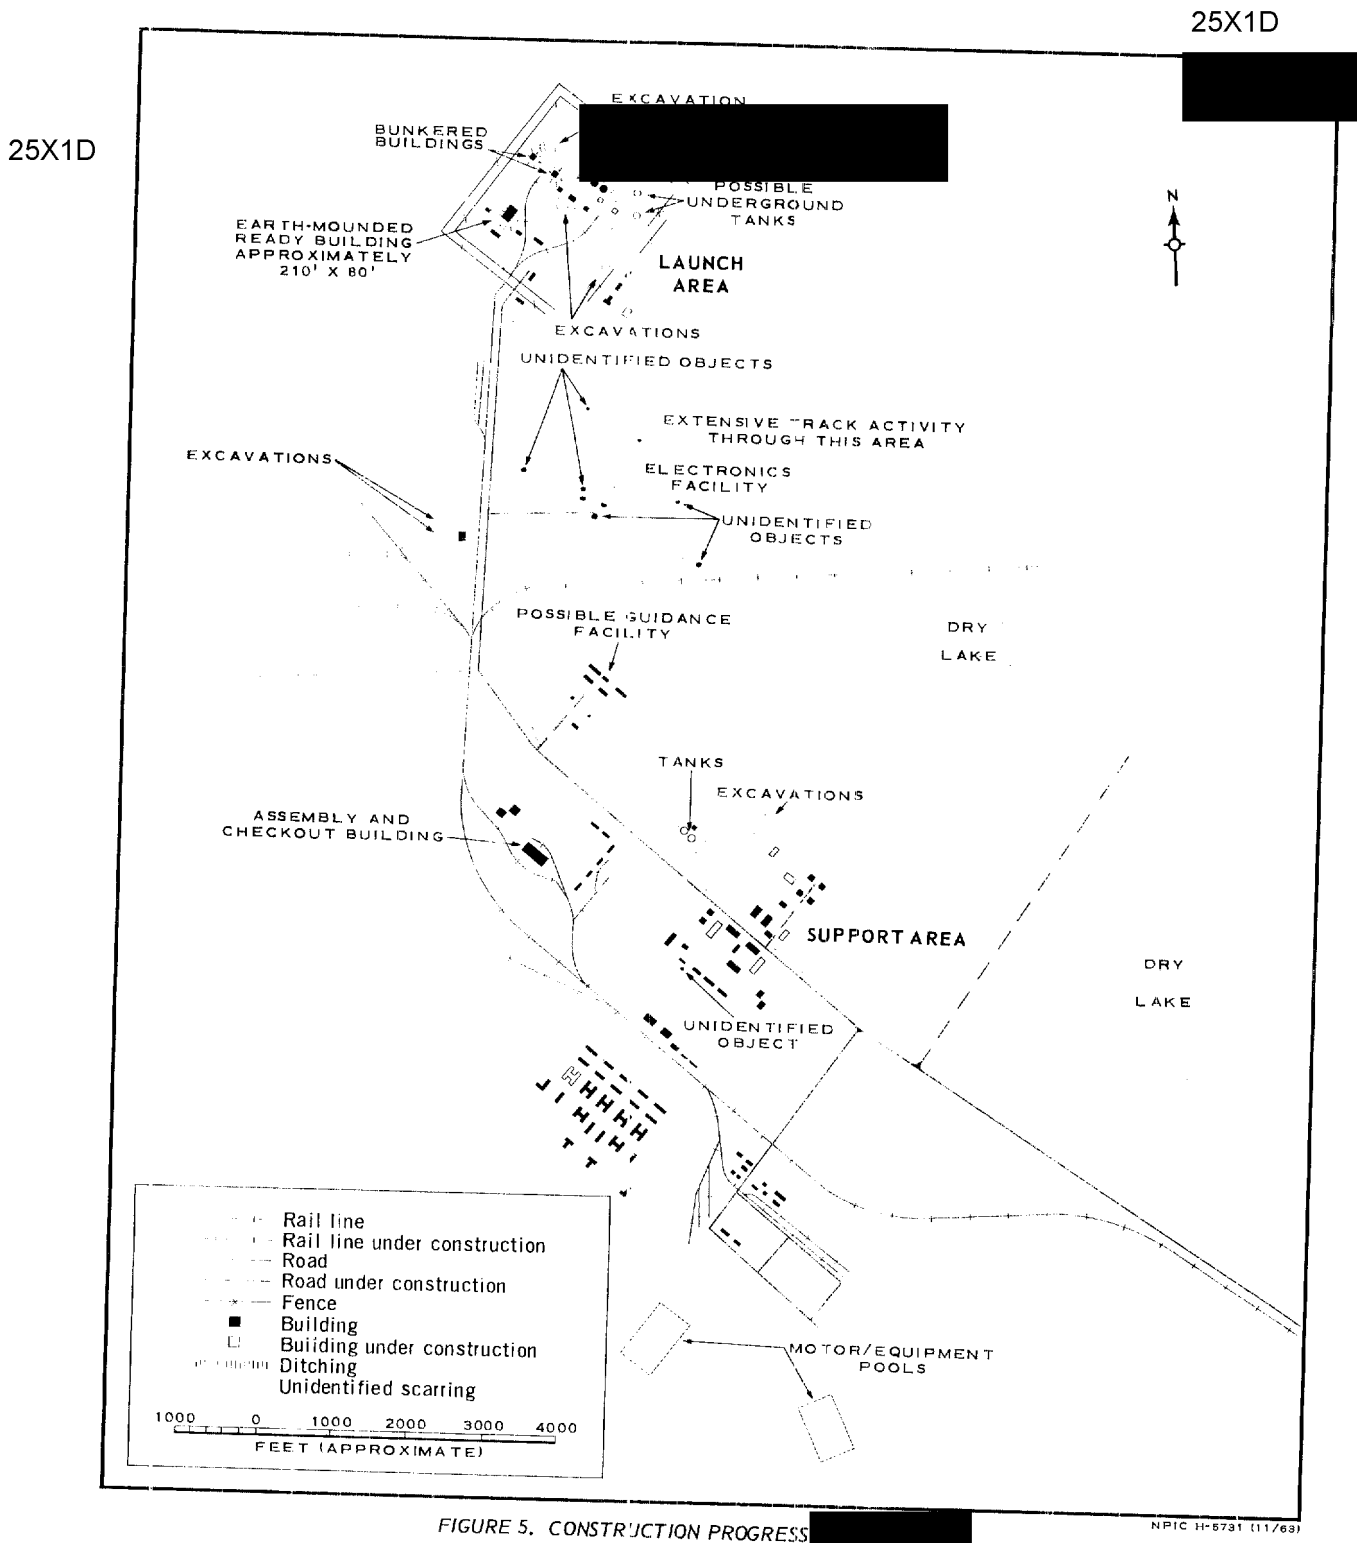 25X1D
25X1D
EXCAVATION
BUNKERED
BUILDINGS
POSSIBLE
UNDERGROUND
TANKS
N
EARTH-MOUNDED
READY BUILDING
APPROXIMATELY
210' X 80'
LAUNCH
AREA
EXCAVATIONS
UNIDENTIFIED OBJECTS
EXTENSIVE TRACK ACTIVITY
THROUGH THIS AREA
EXCAVATIONS
ELECTRONICS
FACILITY
UNIDENTIFIED
OBJECTS
POSSIBLE GUIDANCE
FACILITY
DRY
LAKE
TANKS
EXCAVATIONS
ASSEMBLY AND
CHECKOUT BUILDING
SUPPORT AREA
DRY
LAKE
UNIDENTIFIED
OBJECT
Rail line
Rail line under construction
Road
Road under construction
Fence
Building
Building under construction
Ditching
Unidentified scarring
1000 0 1000 2000 3000 4000
FEET (APPROXIMATE)
MOTOR/EQUIPMENT
POOLS
FIGURE 5. CONSTRUCTION PROGRESS
NPIC H-5731 (11/63)